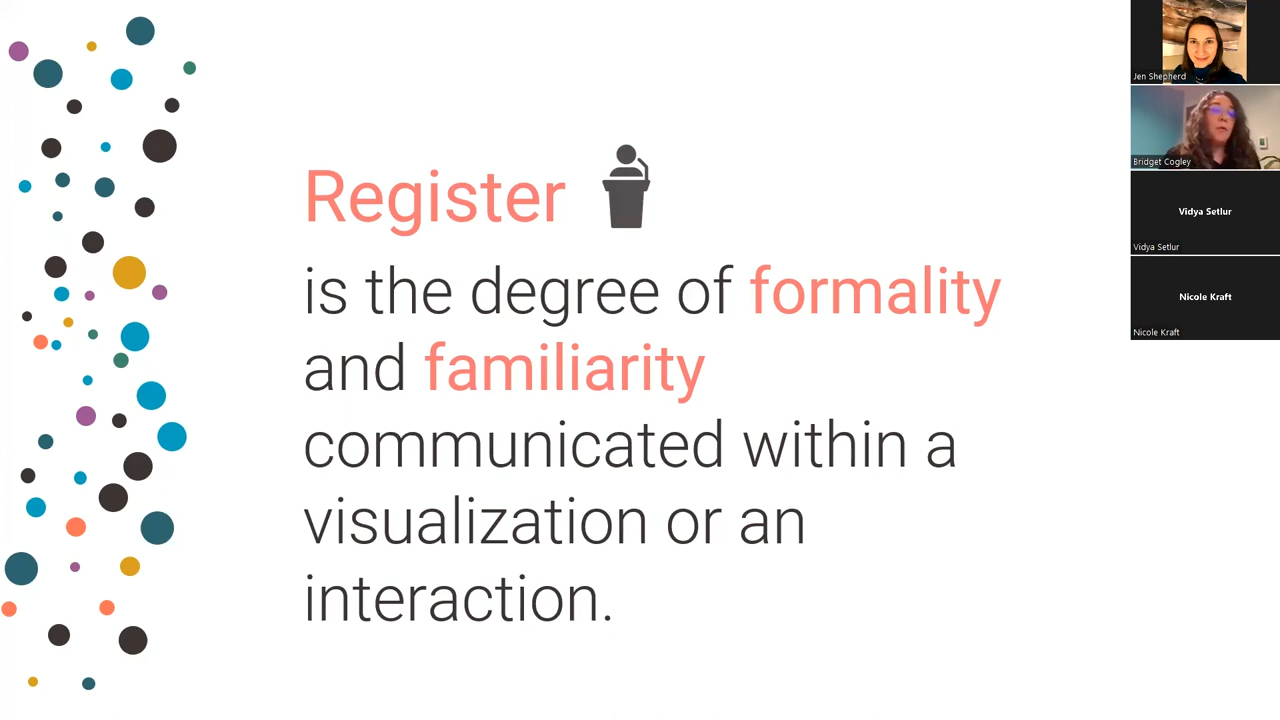 Register
is the degree of formality
and familiarity
communicated within a
visualization or an
interaction.
Jen Shepherd
Bridget Cogley
Vidya Setlur
Vidya Setlur
Nicole Kraft
Nicole Kraft